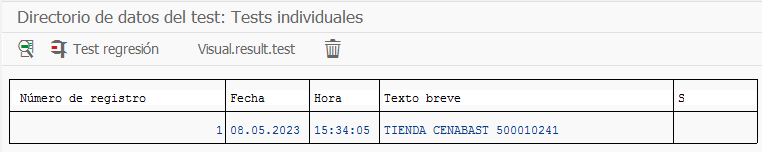 Directorio de datos del test: Tests individuales
Test regresión Visual.result.test
Número de registro Fecha Hora Texto breve S
1 08.05.2023 15:34:05 TIENDA CENABAST 500010241